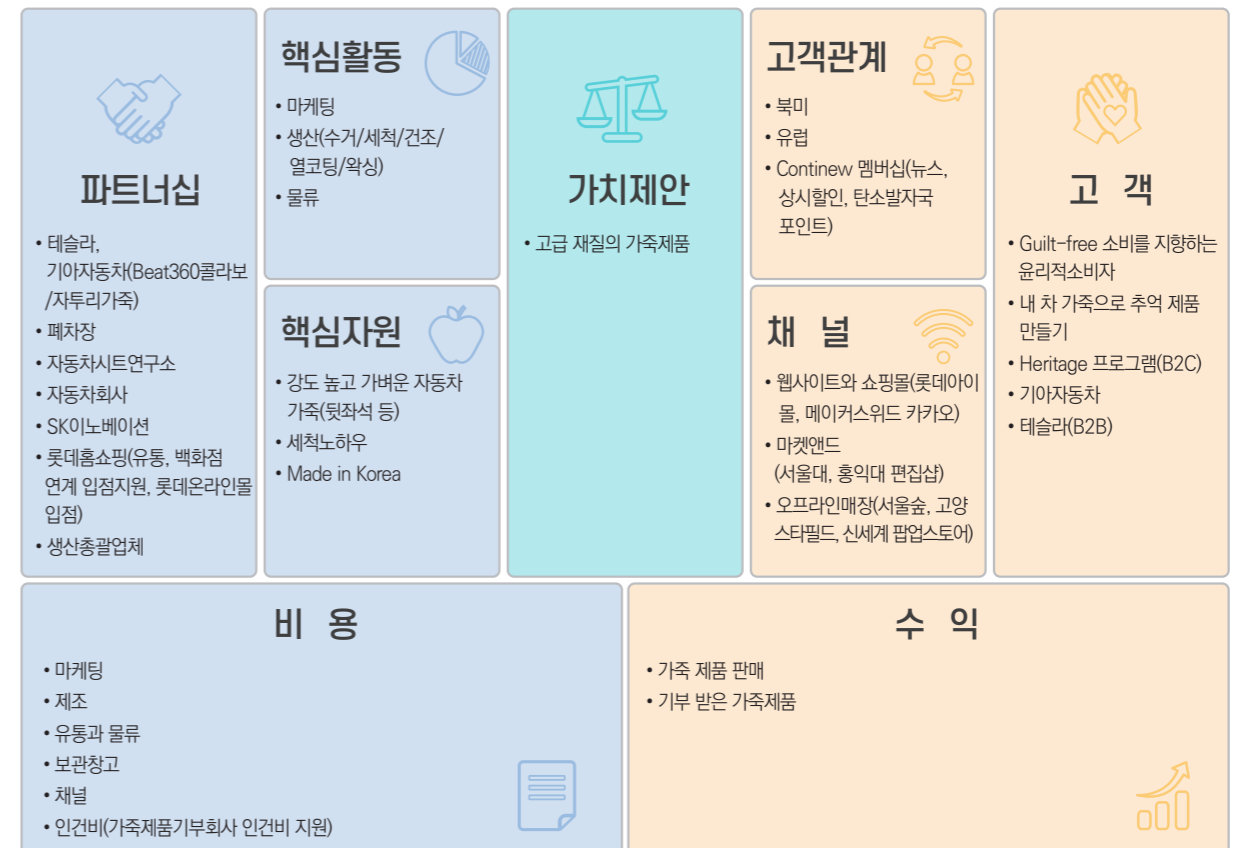 파트너십
• 테슬라,
기아자동차(Beat360콜라보
/자투리가죽)
• 폐차장
• 자동차시트연구소
• 자동차회사
• SK이노베이션
• 롯데홈쇼핑(유통, 백화점
연계 입점지원, 롯데온라인몰
입점)
• 생산총괄업체
핵심활동
• 마케팅
• 생산(수거/세척/건조/
열코팅/왁싱)
• 물류
핵심자원
• 강도 높고 가벼운 자동차
가죽(뒷좌석 등)
• 세척노하우
• Made in Korea
가치제안
• 고급 재질의 가죽제품
고객관계
• 북미
• 유럽
• Continew 멤버십(뉴스,
상시할인, 탄소발자국
포인트)
채 널
• 웹사이트와 쇼핑몰(롯데아이
몰, 메이커스위드 카카오)
• 마켓앤드
(서울대, 홍익대 편집샵)
• 오프라인매장(서울숲, 고양
스타필드, 신세계 팝업스토어)
고 객
• Guilt-free 소비를 지향하는
윤리적소비자
• 내 차 가죽으로 추억 제품
만들기
• Heritage 프로그램(B2C)
• 기아자동차
• 테슬라(B2B)
비 용
• 마케팅
• 제조
• 유통과 물류
• 보관창고
• 채널
• 인건비(가죽제품기부회사 인건비 지원)
수 익
• 가죽 제품 판매
• 기부 받은 가죽제품